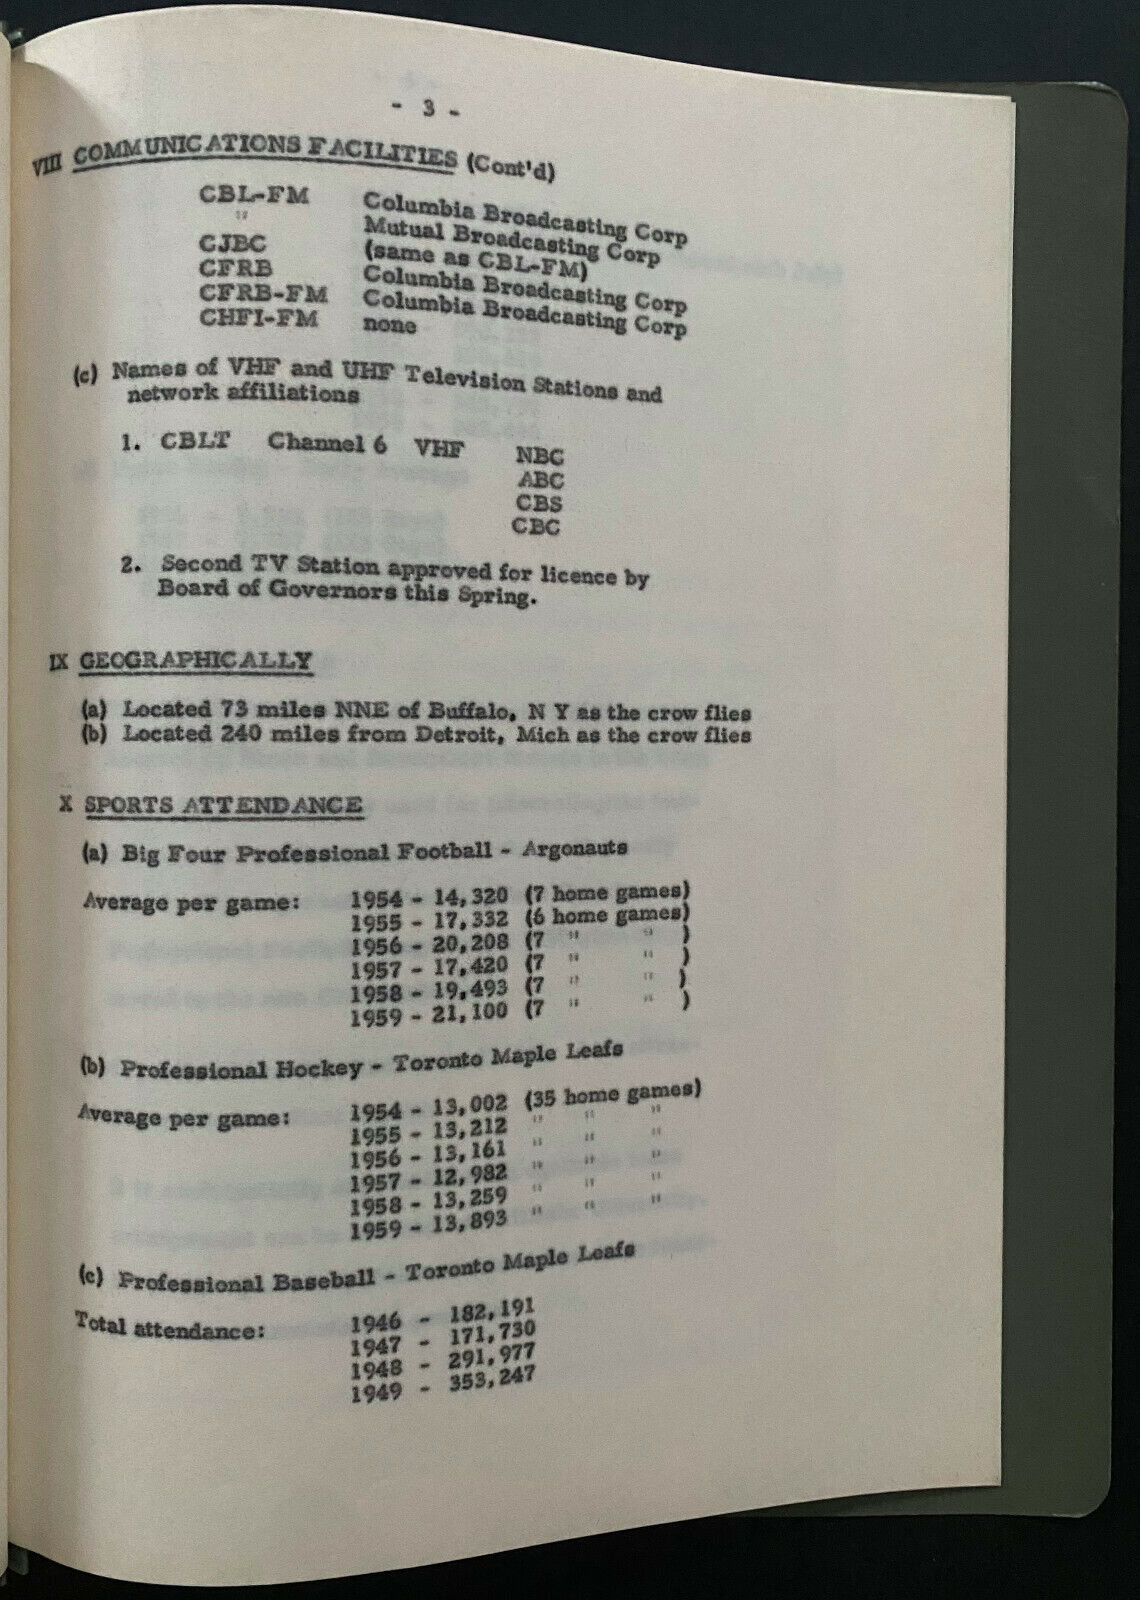 - 3 -
VIII COMMUNICATIONS FACILITIES (Cont'd)
CBL-FM Columbia Broadcasting Corp
" Mutual Broadcasting Corp
CJBC (same as CBL-FM)
CFRB Columbia Broadcasting Corp
CFRB-FM Columbia Broadcasting Corp
CHFI-FM none
(c) Names of VHF and UHF Television Stations and
network affiliations
1. CBLT Channel 6 VHF NBC
ABC
CBS
CBC
2. Second TV Station approved for licence by
Board of Governors this Spring.
IX GEOGRAPHICALLY
(a) Located 73 miles NNE of Buffalo, N Y as the crow flies
(b) Located 240 miles from Detroit, Mich as the crow flies
X SPORTS ATTENDANCE
(a) Big Four Professional Football - Argonauts
Average per game: 1954 - 14,320 (7 home games)
1955 - 17,332 (6 home games)
1956 - 20,208 (7 " " )
1957 - 17,420 (7 " " )
1958 - 19,493 (7 " " )
1959 - 21,100 (7 " " )
(b) Professional Hockey - Toronto Maple Leafs
Average per game: 1954 - 13,002 (35 home games)
1955 - 13,212 " " "
1956 - 13,161 " " "
1957 - 12,982 " " "
1958 - 13,259 " " "
1959 - 13,893 " " "
(c) Professional Baseball - Toronto Maple Leafs
Total attendance: 1946 - 182,191
1947 - 171,730
1948 - 291,977
1949 - 353,247